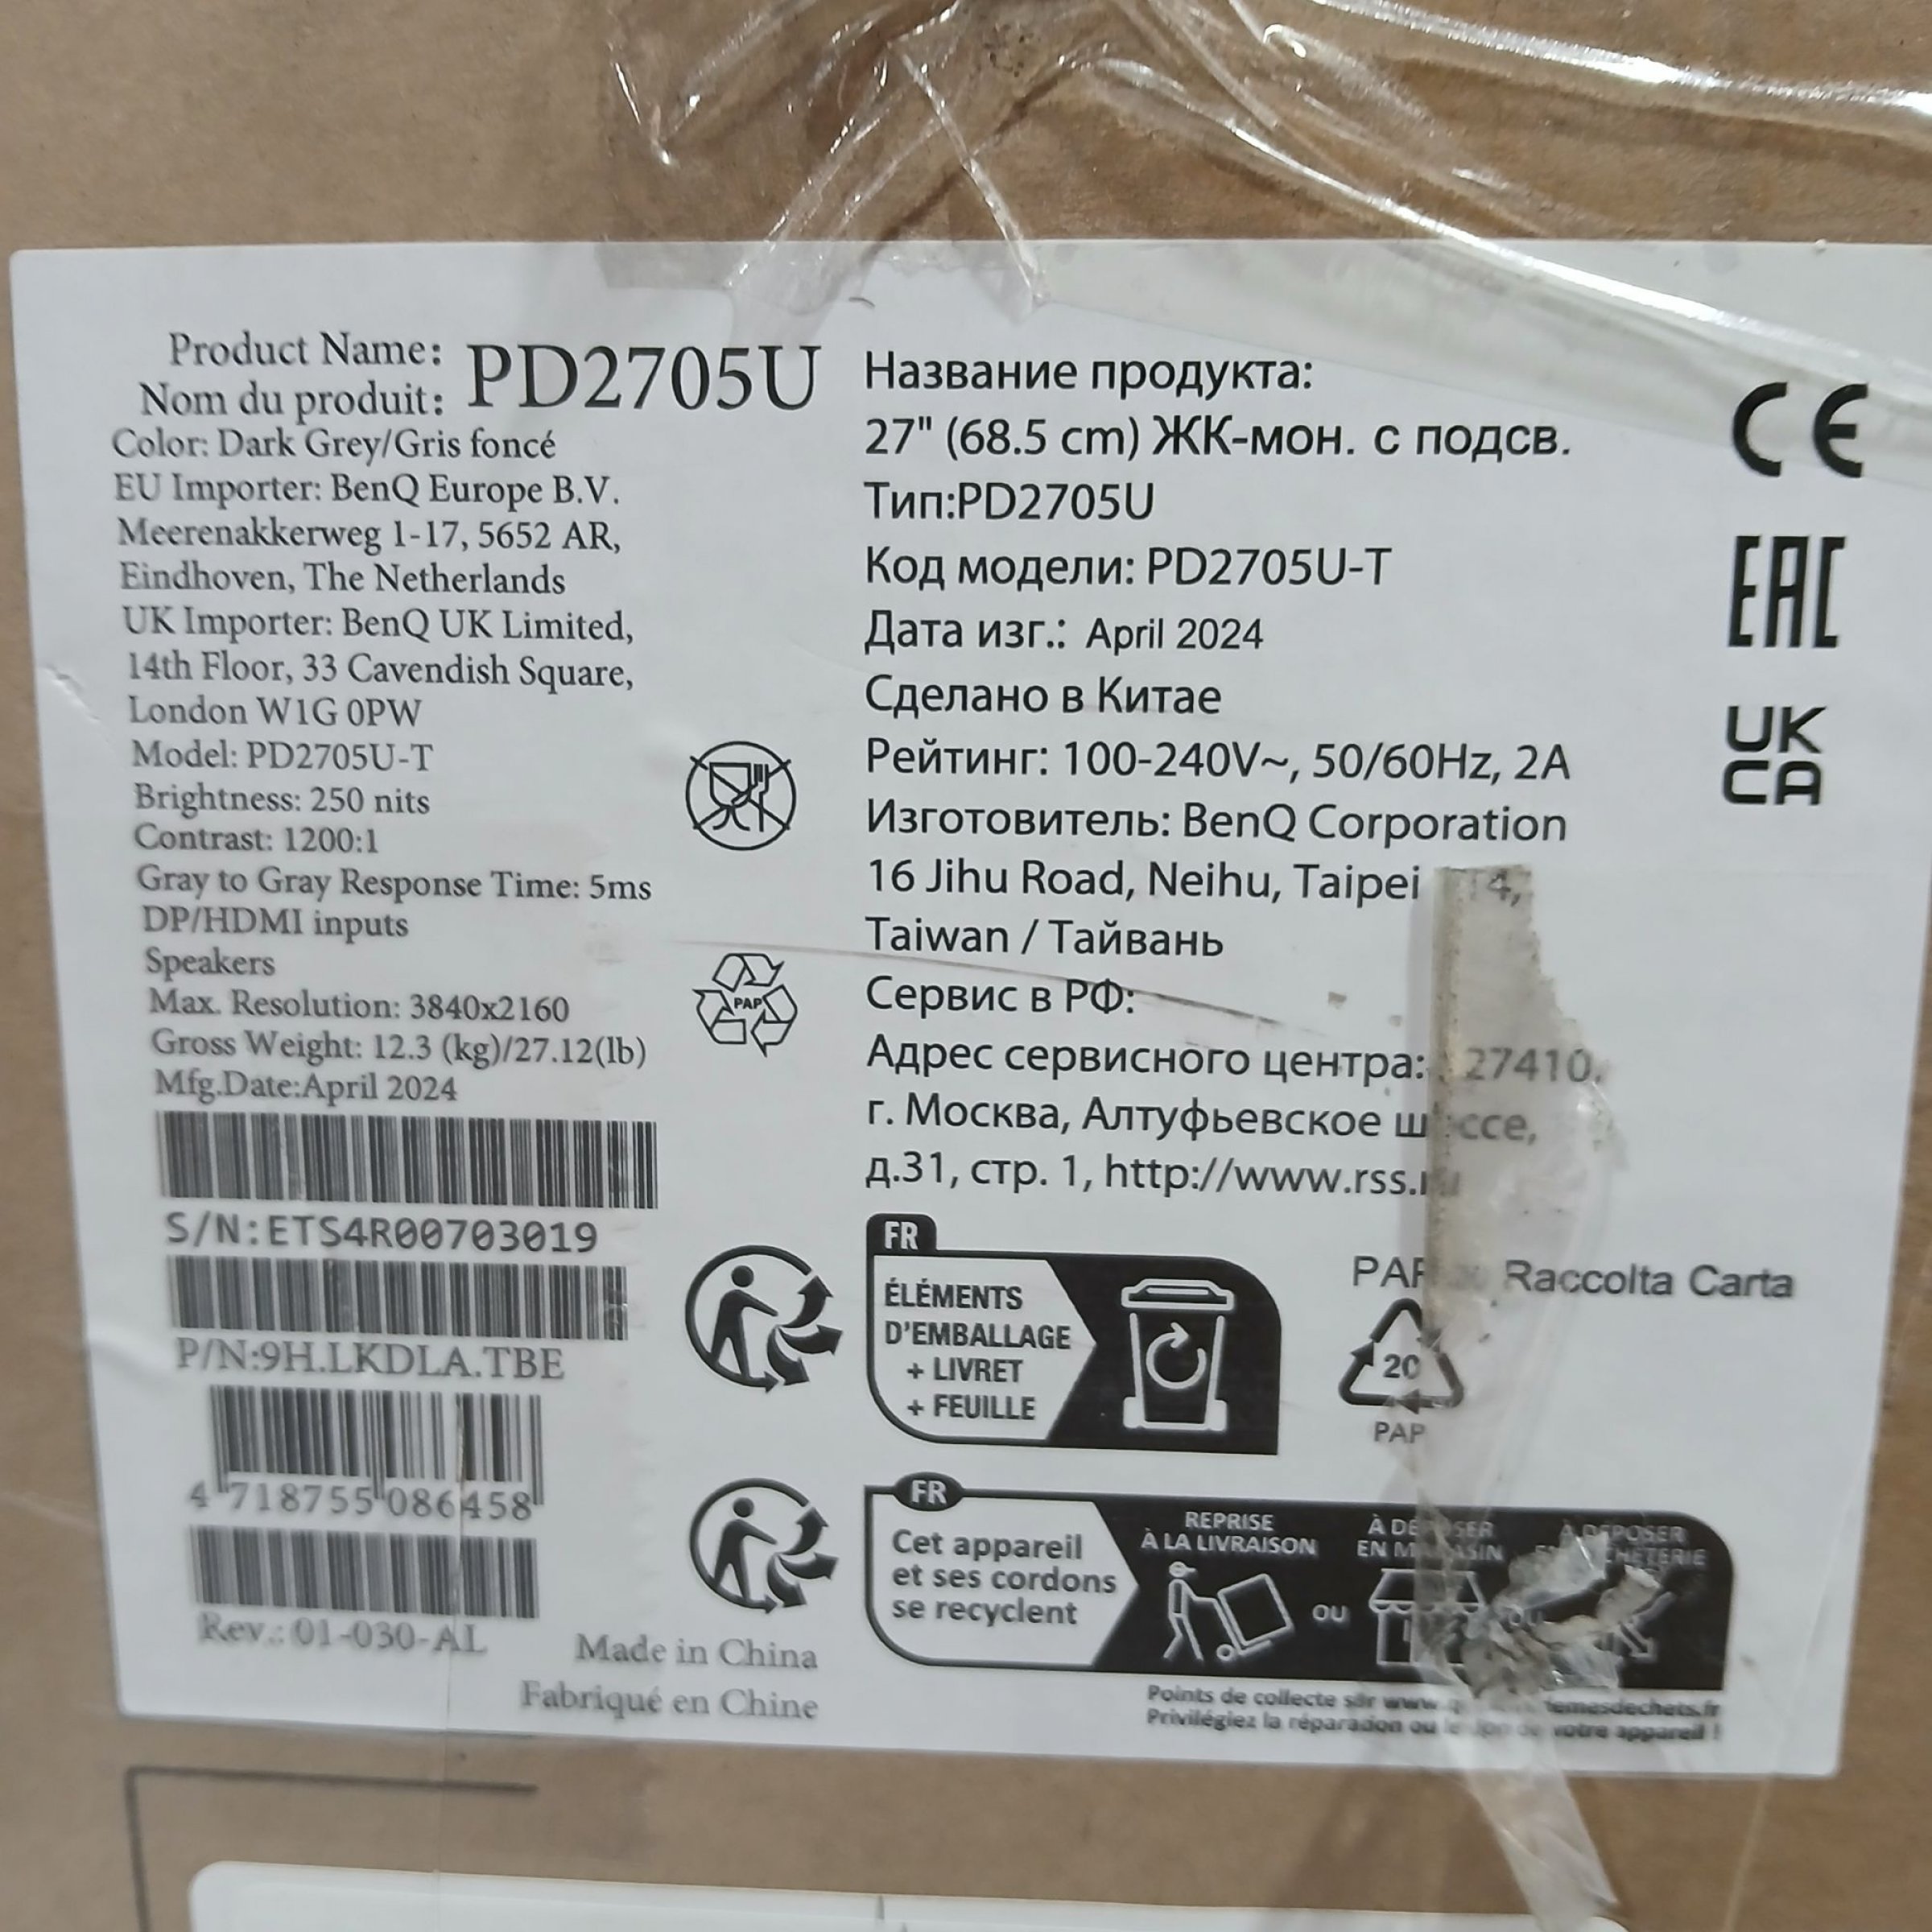 Product Name:
Nom du produit: PD2705U
Color: Dark Grey/Gris foncé
EU Importer: BenQ Europe B.V.
Meerenakkerweg 1-17, 5652 AR,
Eindhoven, The Netherlands
UK Importer: BenQ UK Limited,
14th Floor, 33 Cavendish Square,
London W1G 0PW
Model: PD2705U-T
Brightness: 250 nits
Contrast: 1200:1
Gray to Gray Response Time: 5ms
DP/HDMI inputs
Speakers
Max. Resolution: 3840x2160
Gross Weight: 12.3 (kg)/27.12(lb)
Mfg.Date:April 2024
S/N:ETS4R00703019
P/N:9H.LKDLA.TBE
4 718755 086458
Rev.: 01-030-AL
Made in China
Fabriqué en Chine
PAP
Название продукта:
27" (68.5 cm) ЖК-мон. с подсв.
Тип:PD2705U
Код модели: PD2705U-T
Дата изг.: April 2024
Сделано в Китае
Рейтинг: 100-240V~, 50/60Hz, 2A
Изготовитель: BenQ Corporation
16 Jihu Road, Neihu, Taipei
Taiwan / Тайвань
Сервис в РФ:
Адрес сервисного центра:
г. Москва, Алтуфьевское
д.31, стр. 1,
CE
EAC
UK
CA
FR
ÉLÉMENTS
D'EMBALLAGE
+ LIVRET
+ FEUILLE
Raccolta Carta
20
PAP
FR
Cet appareil
et ses cordons
se recyclent
REPRISE
À LA LIVRAISON
OU
À
EN
À DÉPOSER
Points de collecte sur
Privilégiez la réparation ou le don de votre appareil !